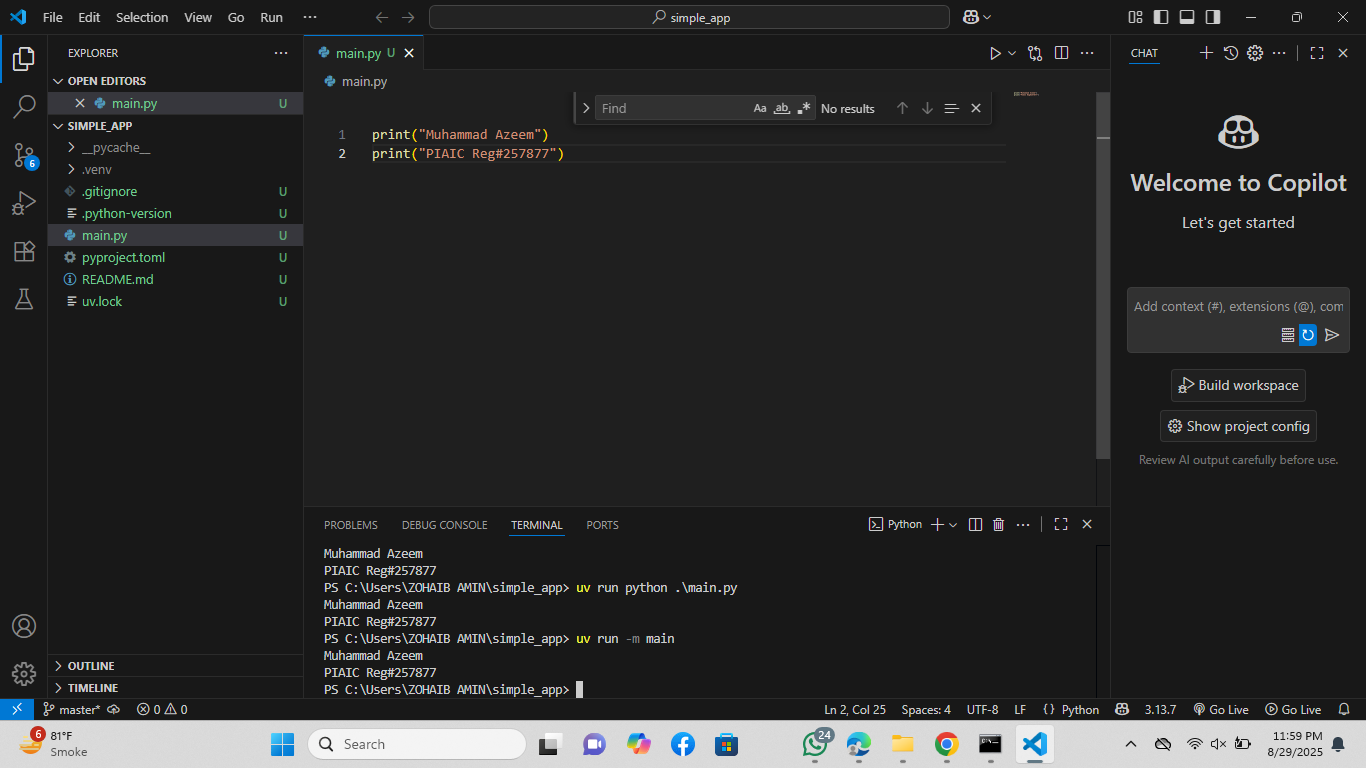 File Edit Selection View Go Run ···
simple_app
EXPLORER
OPEN EDITORS
main.py U
SIMPLE_APP
__pycache__
.venv
.gitignore U
.python-version U
main.py U
pyproject.toml U
README.md U
uv.lock U
OUTLINE
TIMELINE
6
main.py U
main.py
Find
Aa ab .* No results
1 print("Muhammad Azeem")
2 print("PIAIC Reg#257877")
PROBLEMS DEBUG CONSOLE TERMINAL PORTS
Python
Muhammad Azeem
PIAIC Reg#257877
PS C:\Users\ZOHAIB AMIN\simple_app> uv run python .\main.py
Muhammad Azeem
PIAIC Reg#257877
PS C:\Users\ZOHAIB AMIN\simple_app> uv run -m main
Muhammad Azeem
PIAIC Reg#257877
PS C:\Users\ZOHAIB AMIN\simple_app>
CHAT
Welcome to Copilot
Let's get started
Add context (#), extensions (@), com
Build workspace
Show project config
Review AI output carefully before use.
master* 0 0 Ln 2, Col 25 Spaces: 4 UTF-8 LF {} Python 3.13.7 Go Live Go Live
6
81°F
Smoke
Search
24
11:59 PM
8/29/2025